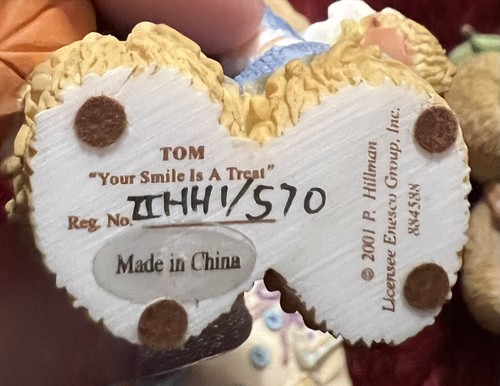 TOM
"Your Smile Is A Treat"
Reg. No. IIHH1/570
Made in China
© 2001 P. Hillman
Licensee Enesco Group, Inc.
884588